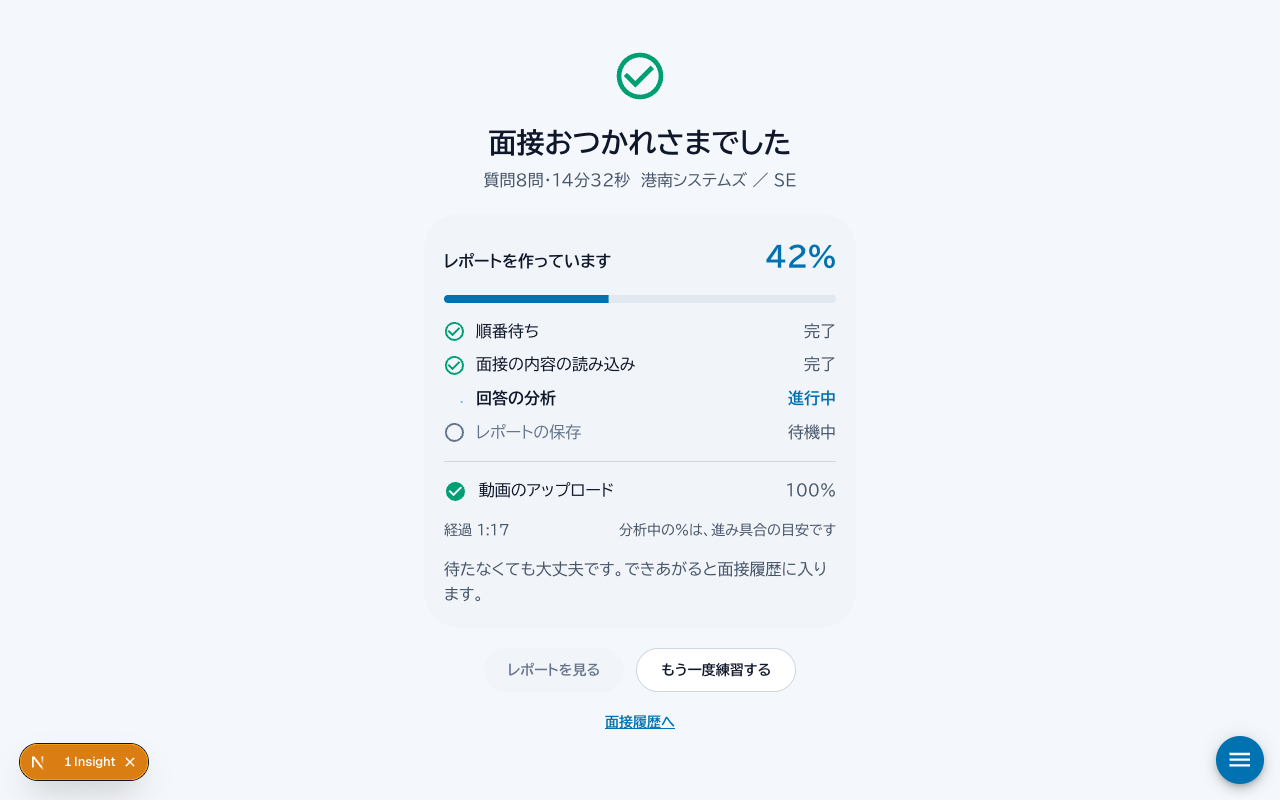 面接おつかれさまでした
質問8問・14分32秒 港南システムズ ／ SE
レポートを作っています 42%
順番待ち 完了
面接の内容の読み込み 完了
回答の分析 進行中
レポートの保存 待機中
動画のアップロード 100%
経過 1:17 分析中の%は、進み具合の目安です
待たなくても大丈夫です。できあがると面接履歴に入り
ます。
レポートを見る もう一度練習する
面接履歴へ
N 1 Insight